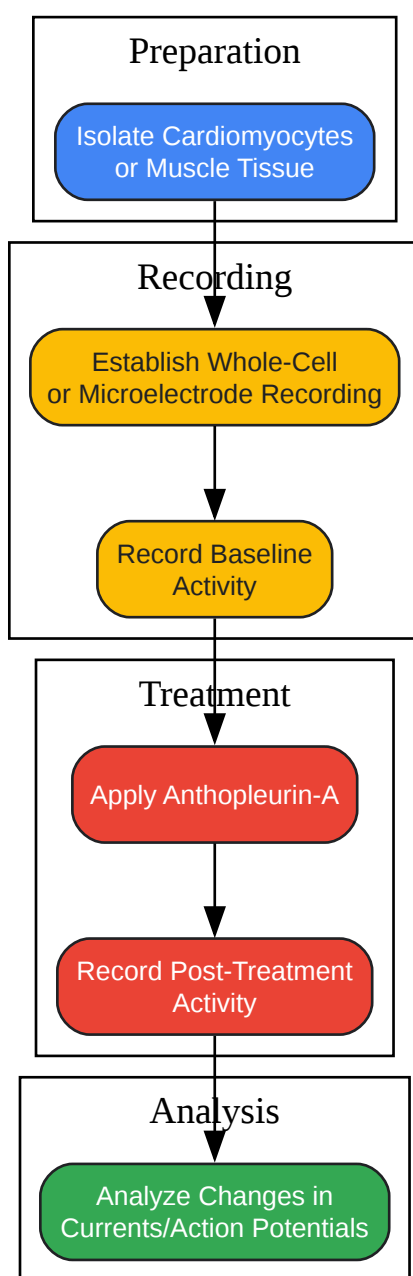 Preparation
Isolate Cardiomyocytes
or Muscle Tissue
Recording
Establish Whole-Cell
or Microelectrode Recording
Record Baseline
Activity
Treatment
Apply Anthopleurin-A
Record Post-Treatment
Activity
Analysis
Analyze Changes in
Currents/Action Potentials